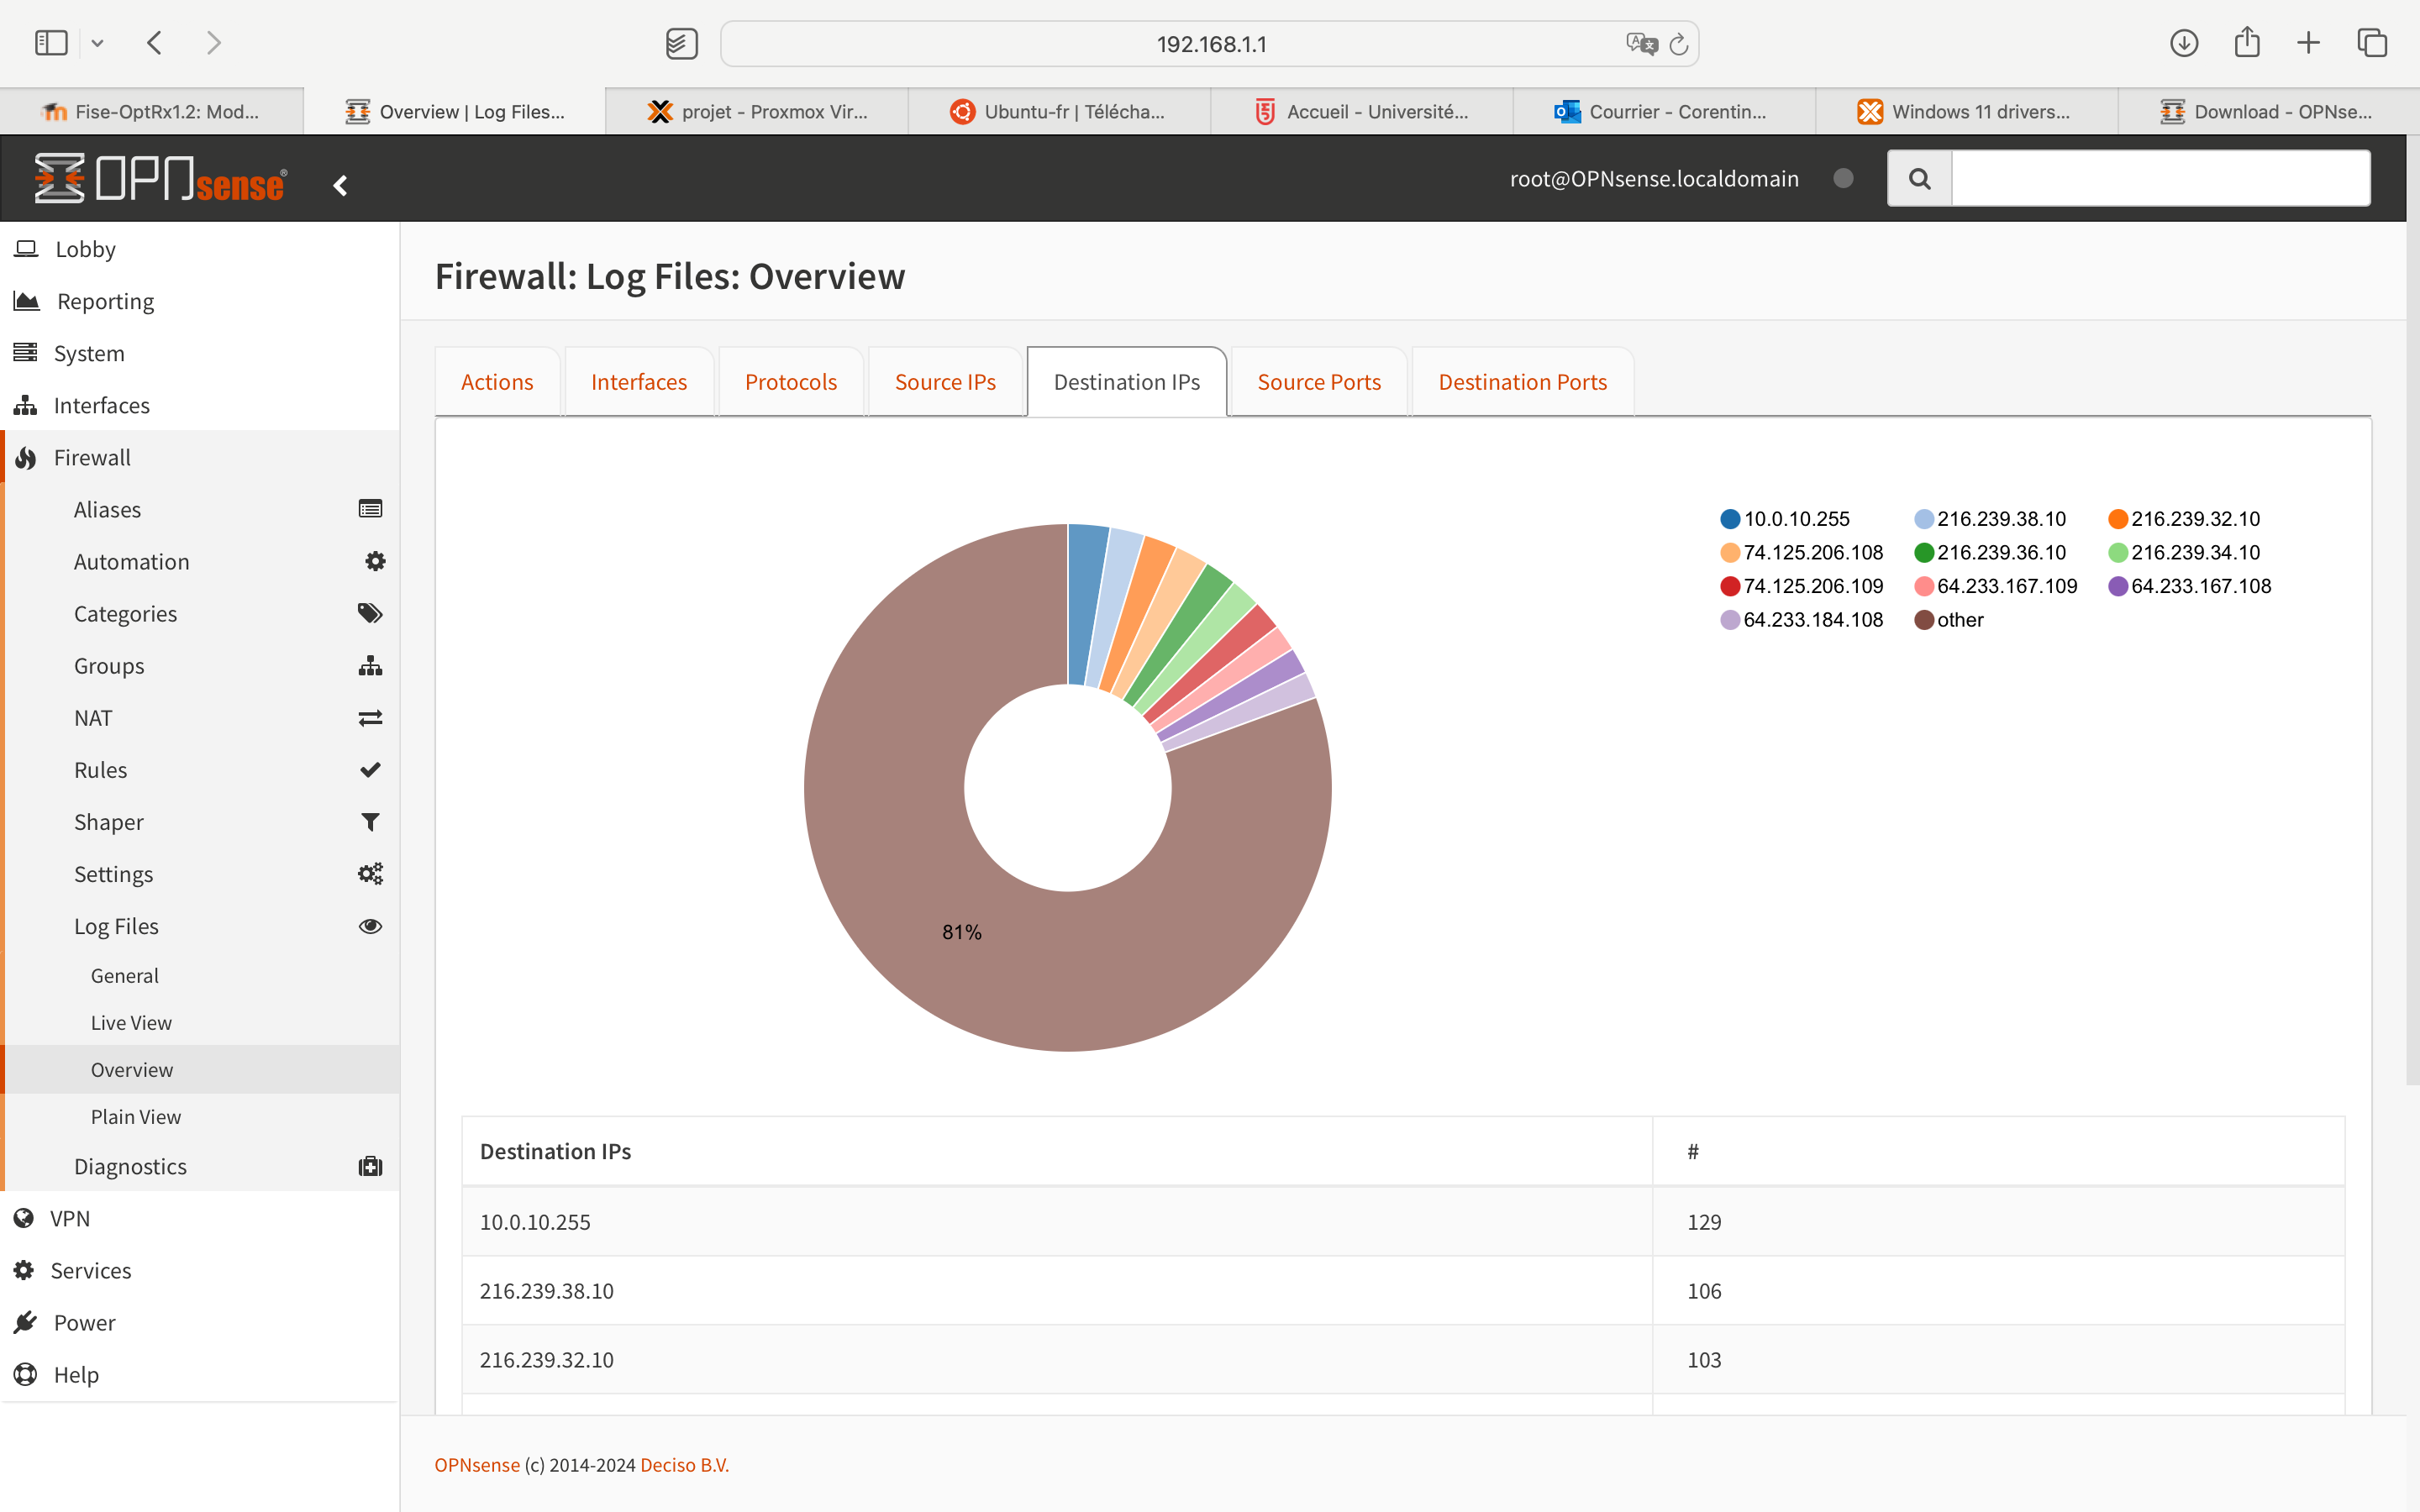 192.168.1.1
Fise-OptRx1.2: Mod...
Overview | Log Files...
projet - Proxmox Vir...
Ubuntu-fr | Télécha...
Accueil - Université...
Courrier - Corentin...
Windows 11 drivers...
Download - OPNse...
OPNsense®
root@OPNsense.localdomain
Lobby
Reporting
System
Interfaces
Firewall
Aliases
Automation
Categories
Groups
NAT
Rules
Shaper
Settings
Log Files
General
Live View
Overview
Plain View
Diagnostics
VPN
Services
Power
Help
Firewall: Log Files: Overview
Actions
Interfaces
Protocols
Source IPs
Destination IPs
Source Ports
Destination Ports
10.0.10.255 216.239.38.10 216.239.32.10
74.125.206.108 216.239.36.10 216.239.34.10
74.125.206.109 64.233.167.109 64.233.167.108
64.233.184.108 other
81%
Destination IPs #
10.0.10.255 129
216.239.38.10 106
216.239.32.10 103
OPNsense (c) 2014-2024 Deciso B.V.